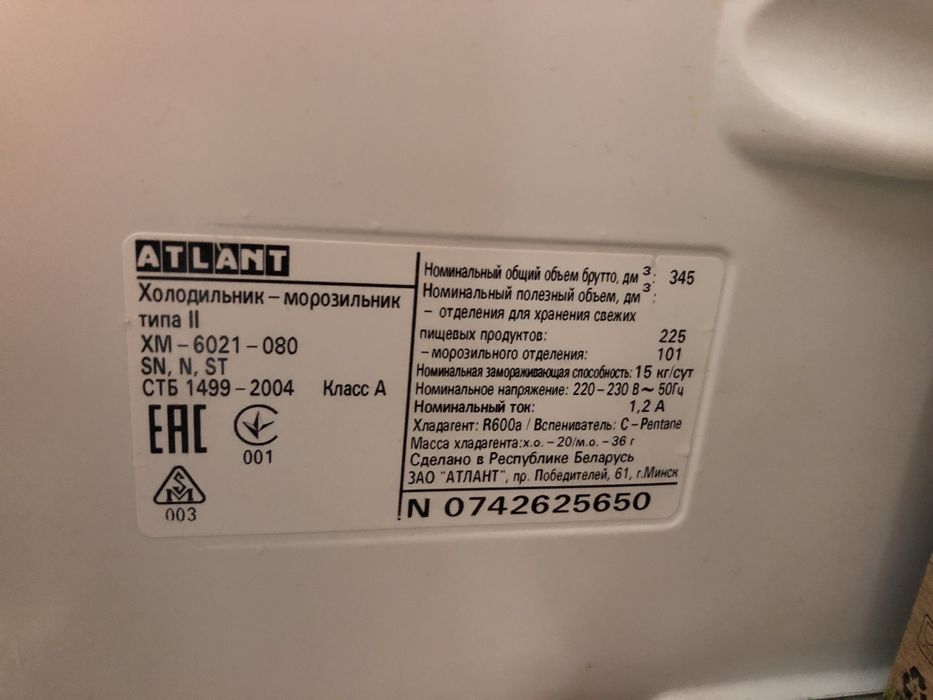 ATLANT
Холодильник – морозильник
типа II
ХМ – 6021 – 080
SN, N, ST
СТБ 1499 – 2004 Класс А
EAC
001
003
Номинальный общий объем брутто, дм³: 345
Номинальный полезный объем, дм³:
– отделения для хранения свежих
пищевых продуктов: 225
– морозильного отделения: 101
Номинальная замораживающая способность: 15 кг/сут
Номинальное напряжение: 220 – 230 В ~ 50Гц
Номинальный ток: 1,2 А
Хладагент: R600a / Вспениватель: C – Pentane
Масса хладагента:х.о. – 20/м.о. – 36 г
Сделано в Республике Беларусь
ЗАО "АТЛАНТ", пр. Победителей, 61, г.Минск
N 0742625650